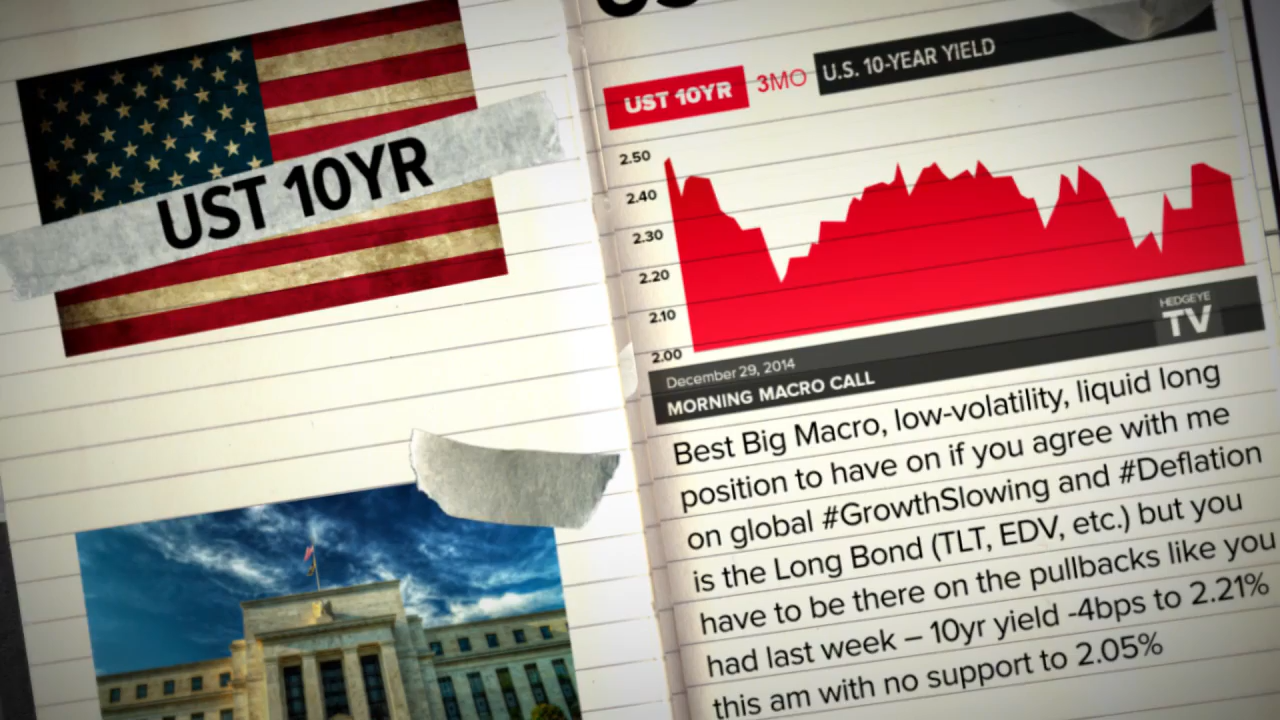 UST 10YR
UST 10YR
3MO
U.S. 10-YEAR YIELD
2.50
2.40
2.30
2.20
2.10
2.00
HEDGEYE
TV
December 29, 2014
MORNING MACRO CALL
Best Big Macro, low-volatility, liquid long
position to have on if you agree with me
on global #GrowthSlowing and #Deflation
is the Long Bond (TLT, EDV, etc.) but you
have to be there on the pullbacks like you
had last week – 10yr yield -4bps to 2.21%
this am with no support to 2.05%